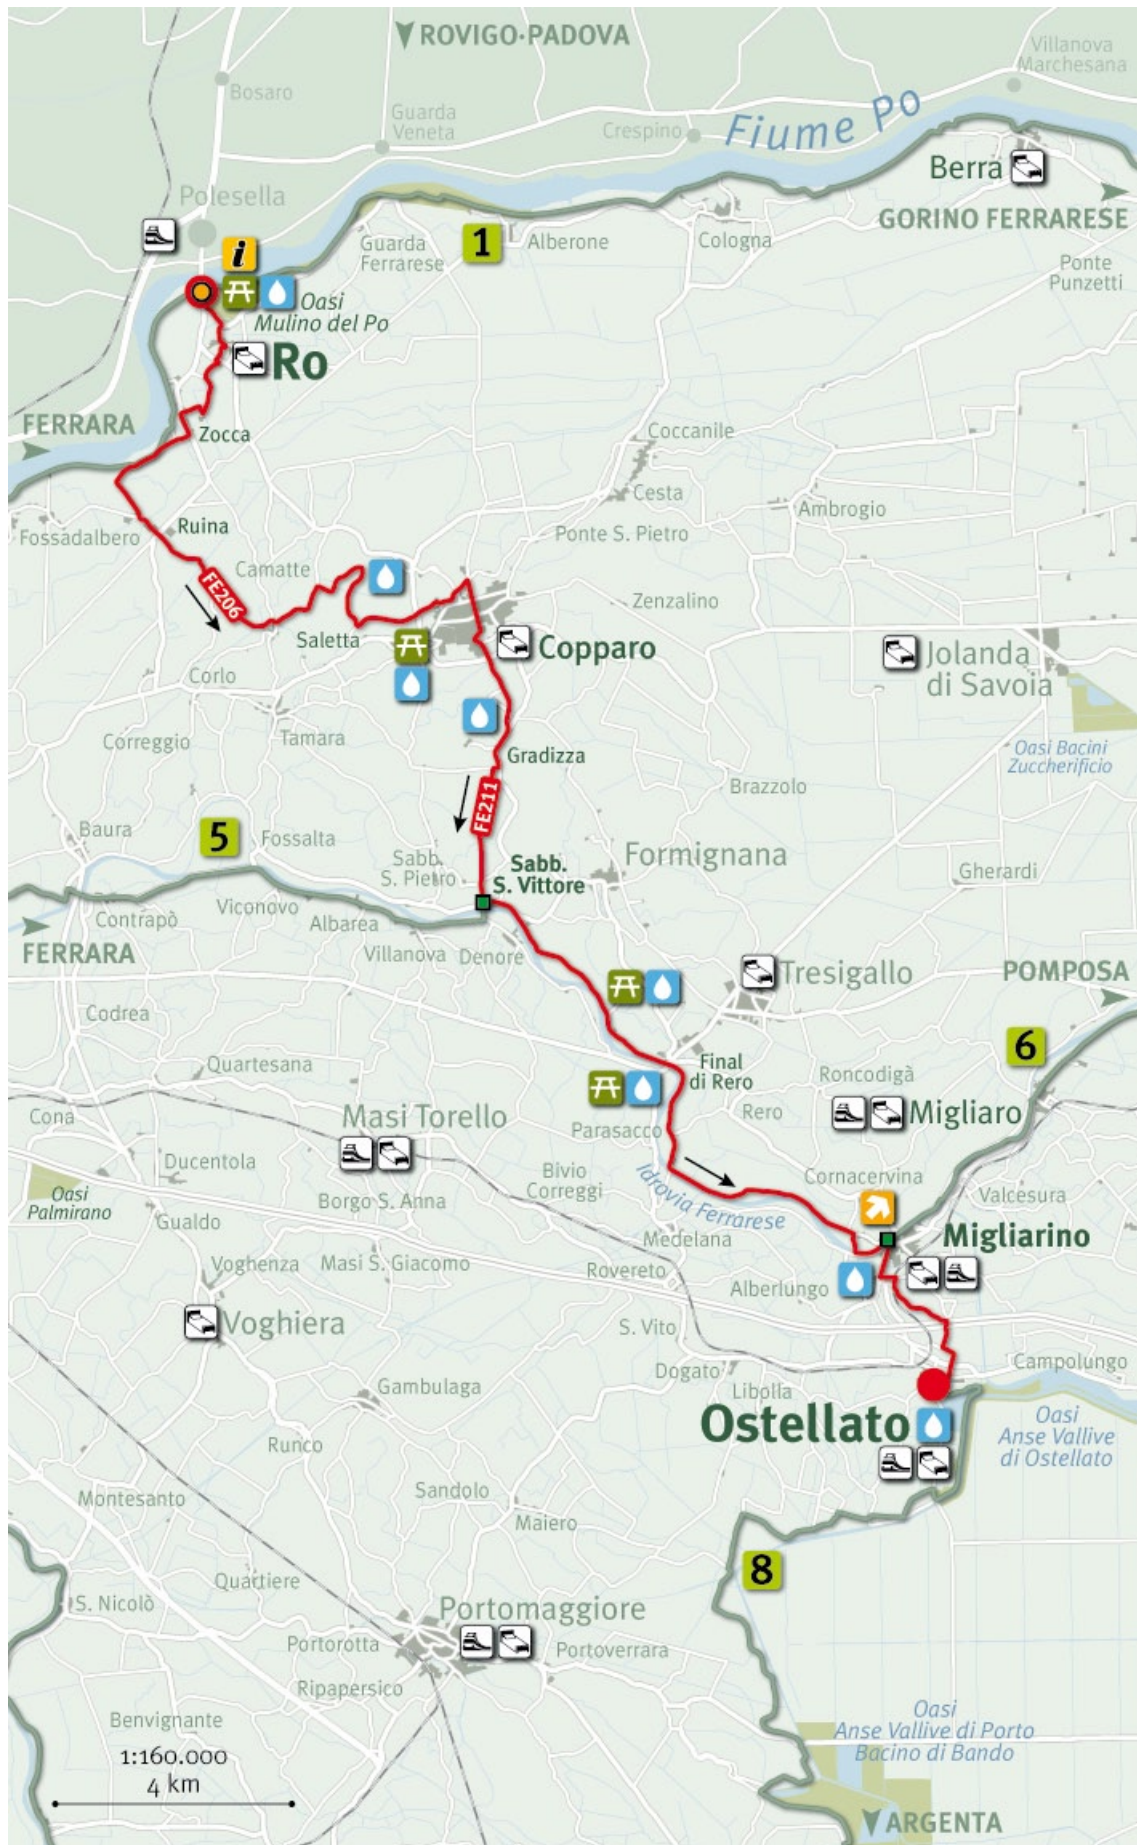 ROVIGO-PADOVA
Villanova
Marchesana
Bosaro
Guarda
Veneta
Crespino
Fiume Po
Berra
Polesella
GORINO FERRARESE
i
1
Guarda
Ferrarese
Alberone
Cologna
Ponte
Punzetti
Oasi
Mulino del Po
Ro
FERRARA
Zocca
Coccanile
Cesta
Ambrogio
Ruina
Fossadalbero
Ponte S. Pietro
Camatte
FE206
Zenzalino
Saletta
Copparo
Jolanda
di Savoia
Corlo
Correggio
Tamara
Gradizza
Oasi Bacini
Zuccherificio
Brazzolo
FE211
Baura
5
Fossalta
Sabb.
S. Pietro
Sabb.
S. Vittore
Formignana
Gherardi
Contrapò
Viconovo
Albarea
FERRARA
Villanova
Denore
Tresigallo
POMPOSA
Codrea
6
Quartesana
Final
di Rero
Roncodigà
Cona
Masi Torello
Rero
Migliaro
Parasacco
Ducentola
Bivio
Correggi
Idrovia Ferrarese
Cornacervina
Valcesura
Oasi
Palmirano
Borgo S. Anna
Gualdo
Medelana
Migliarino
Voghenza
Masi S. Giacomo
Rovereto
Alberlungo
Voghiera
S. Vito
Dogato
Libolla
Campolungo
Gambulaga
Ostellato
Oasi
Anse Vallive
di Ostellato
Runco
Sandolo
Montesanto
Maiero
8
Quartiere
S. Nicolò
Portomaggiore
Portorotta
Portoverrara
Ripapersico
Benvignante
Oasi
Anse Vallive di Porto
Bacino di Bando
1:160.000
4 km
ARGENTA